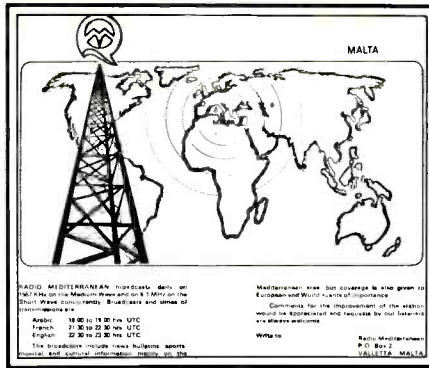 MALTA
RADIO MEDITERRANEAN broadcasts daily on
1567 KHz on the Medium Wave and on 6.1 MHz on the
Short Wave concurrently. Broadcasts and times of
transmissions are
Arabic 18 00 to 19 00 hrs UTC
French 21 30 to 22 30 hrs UTC
English 22 30 to 23 30 hrs UTC
The broadcasts include news bulletins sports
musical and cultural information mainly on the
Mediterranean area but coverage is also given to
European and World events of importance
Comments for the improvement of the station
would be appreciated and requests by our listeners
are always welcome
Write to Radio Mediterranean
P.O. Box 2
VALLETTA MALTA